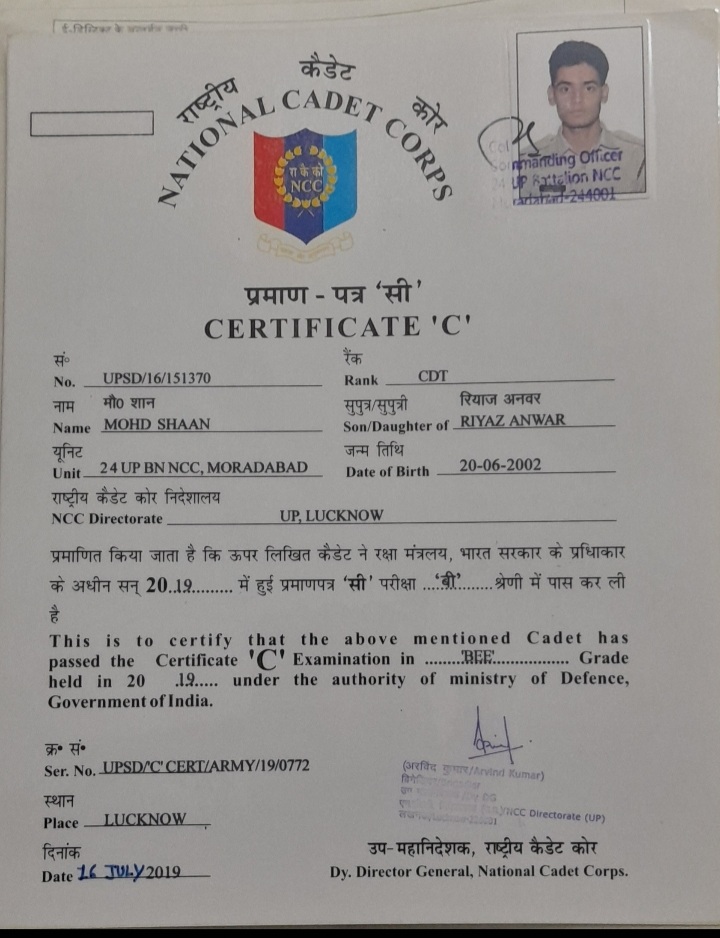 राष्ट्रीय कैडेट कोर
NATIONAL CADET CORPS
रा के को
NCC
Commanding Officer
UP Battalion NCC
Moradabad-244001
प्रमाण - पत्र ‘सी’
CERTIFICATE 'C'
सं॰ रैंक
No. UPSD/16/151370 Rank CDT
नाम मौ० शान सुपुत्र/सुपुत्री रियाज अनवर
Name MOHD SHAAN Son/Daughter of RIYAZ ANWAR
यूनिट जन्म तिथि
Unit 24 UP BN NCC, MORADABAD Date of Birth 20-06-2002
राष्ट्रीय कैडेट कोर निदेशालय
NCC Directorate UP, LUCKNOW
प्रमाणित किया जाता है कि ऊपर लिखित कैडेट ने रक्षा मंत्रलय, भारत सरकार के प्रधिाकार
के अधीन सन् 20..19......... में हुई प्रमाणपत्र ‘सी’ परीक्षा ....‘बी’.......श्रेणी में पास कर ली
है
This is to certify that the above mentioned Cadet has
passed the Certificate 'C' Examination in .........'BEE'.................. Grade
held in 20 .19..... under the authority of ministry of Defence,
Government of India.
क्र॰ सं॰
Ser. No. UPSD/'C' CERT/ARMY/19/0772
(अरविंद कुमार/Arvind Kumar)
NCC Directorate (UP)
स्थान
Place LUCKNOW
दिनांक उप-महानिदेशक, राष्ट्रीय कैडेट कोर
Date 16 JULY 2019 Dy. Director General, National Cadet Corps.